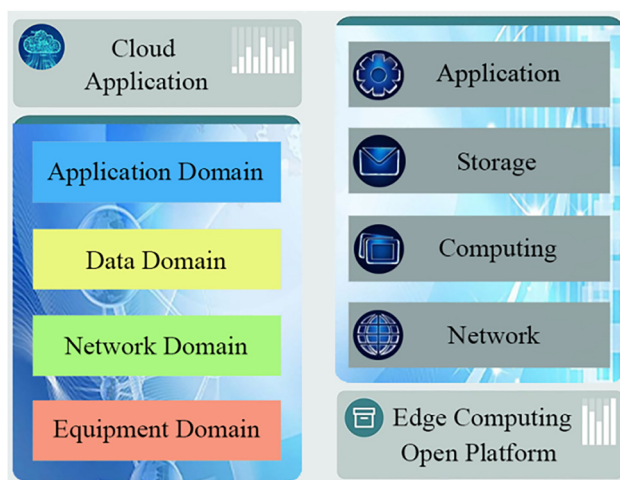 Cloud
Application
Application Domain
Data Domain
Network Domain
Equipment Domain
Application
Storage
Computing
Network
Edge Computing
Open Platform